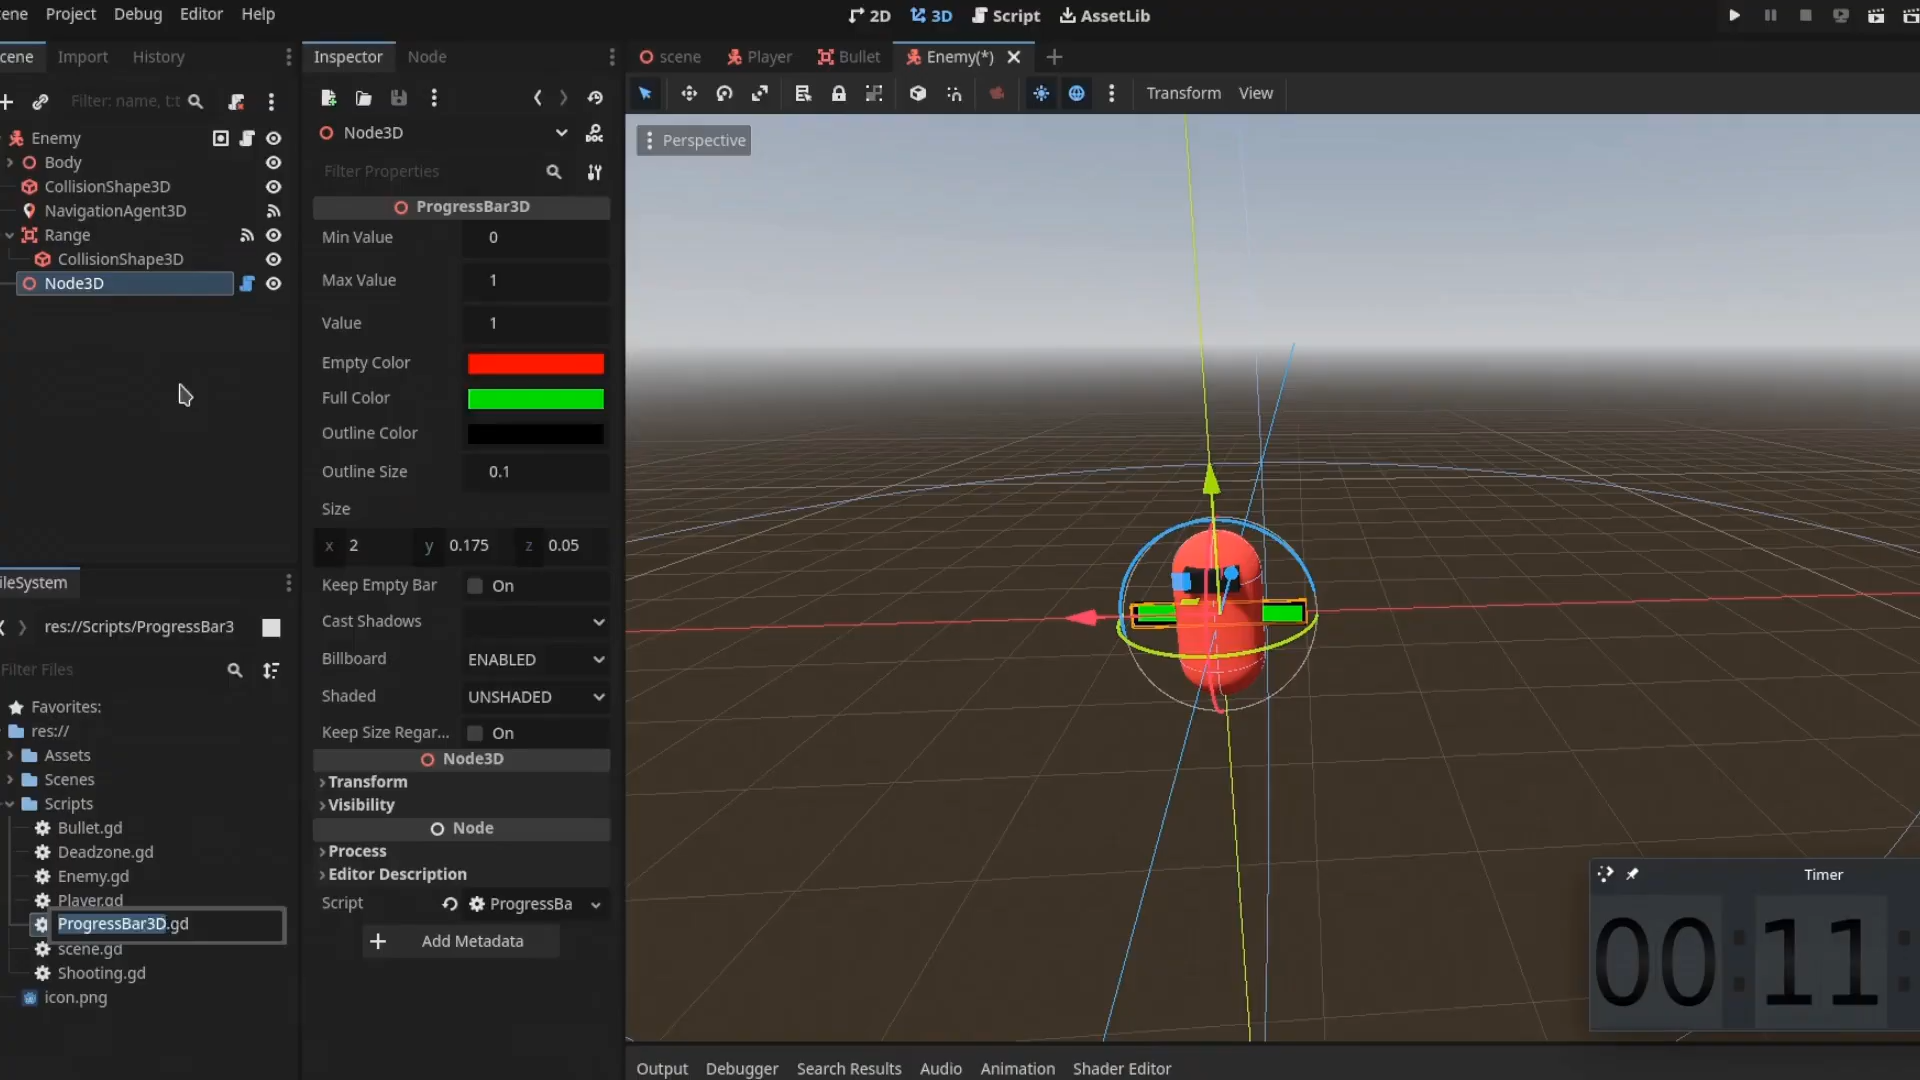 cene Project Debug Editor Help
2D 3D Script AssetLib
cene Import History
Filter: name, t:t
Enemy
Body
CollisionShape3D
NavigationAgent3D
Range
CollisionShape3D
Node3D
ileSystem
res://Scripts/ProgressBar3
Filter Files
Favorites:
res://
Assets
Scenes
Scripts
Bullet.gd
Deadzone.gd
Enemy.gd
Player.gd
ProgressBar3D.gd
scene.gd
Shooting.gd
icon.png
Inspector Node
Node3D
DOC
Filter Properties
ProgressBar3D
Min Value 0
Max Value 1
Value 1
Empty Color
Full Color
Outline Color
Outline Size 0.1
Size
x 2 y 0.175 z 0.05
Keep Empty Bar On
Cast Shadows
Billboard ENABLED
Shaded UNSHADED
Keep Size Regar... On
Node3D
Transform
Visibility
Node
Process
Editor Description
Script ProgressBa
Add Metadata
scene Player Bullet Enemy(*)
Transform View
Perspective
Timer
00:11:
Output Debugger Search Results Audio Animation Shader Editor